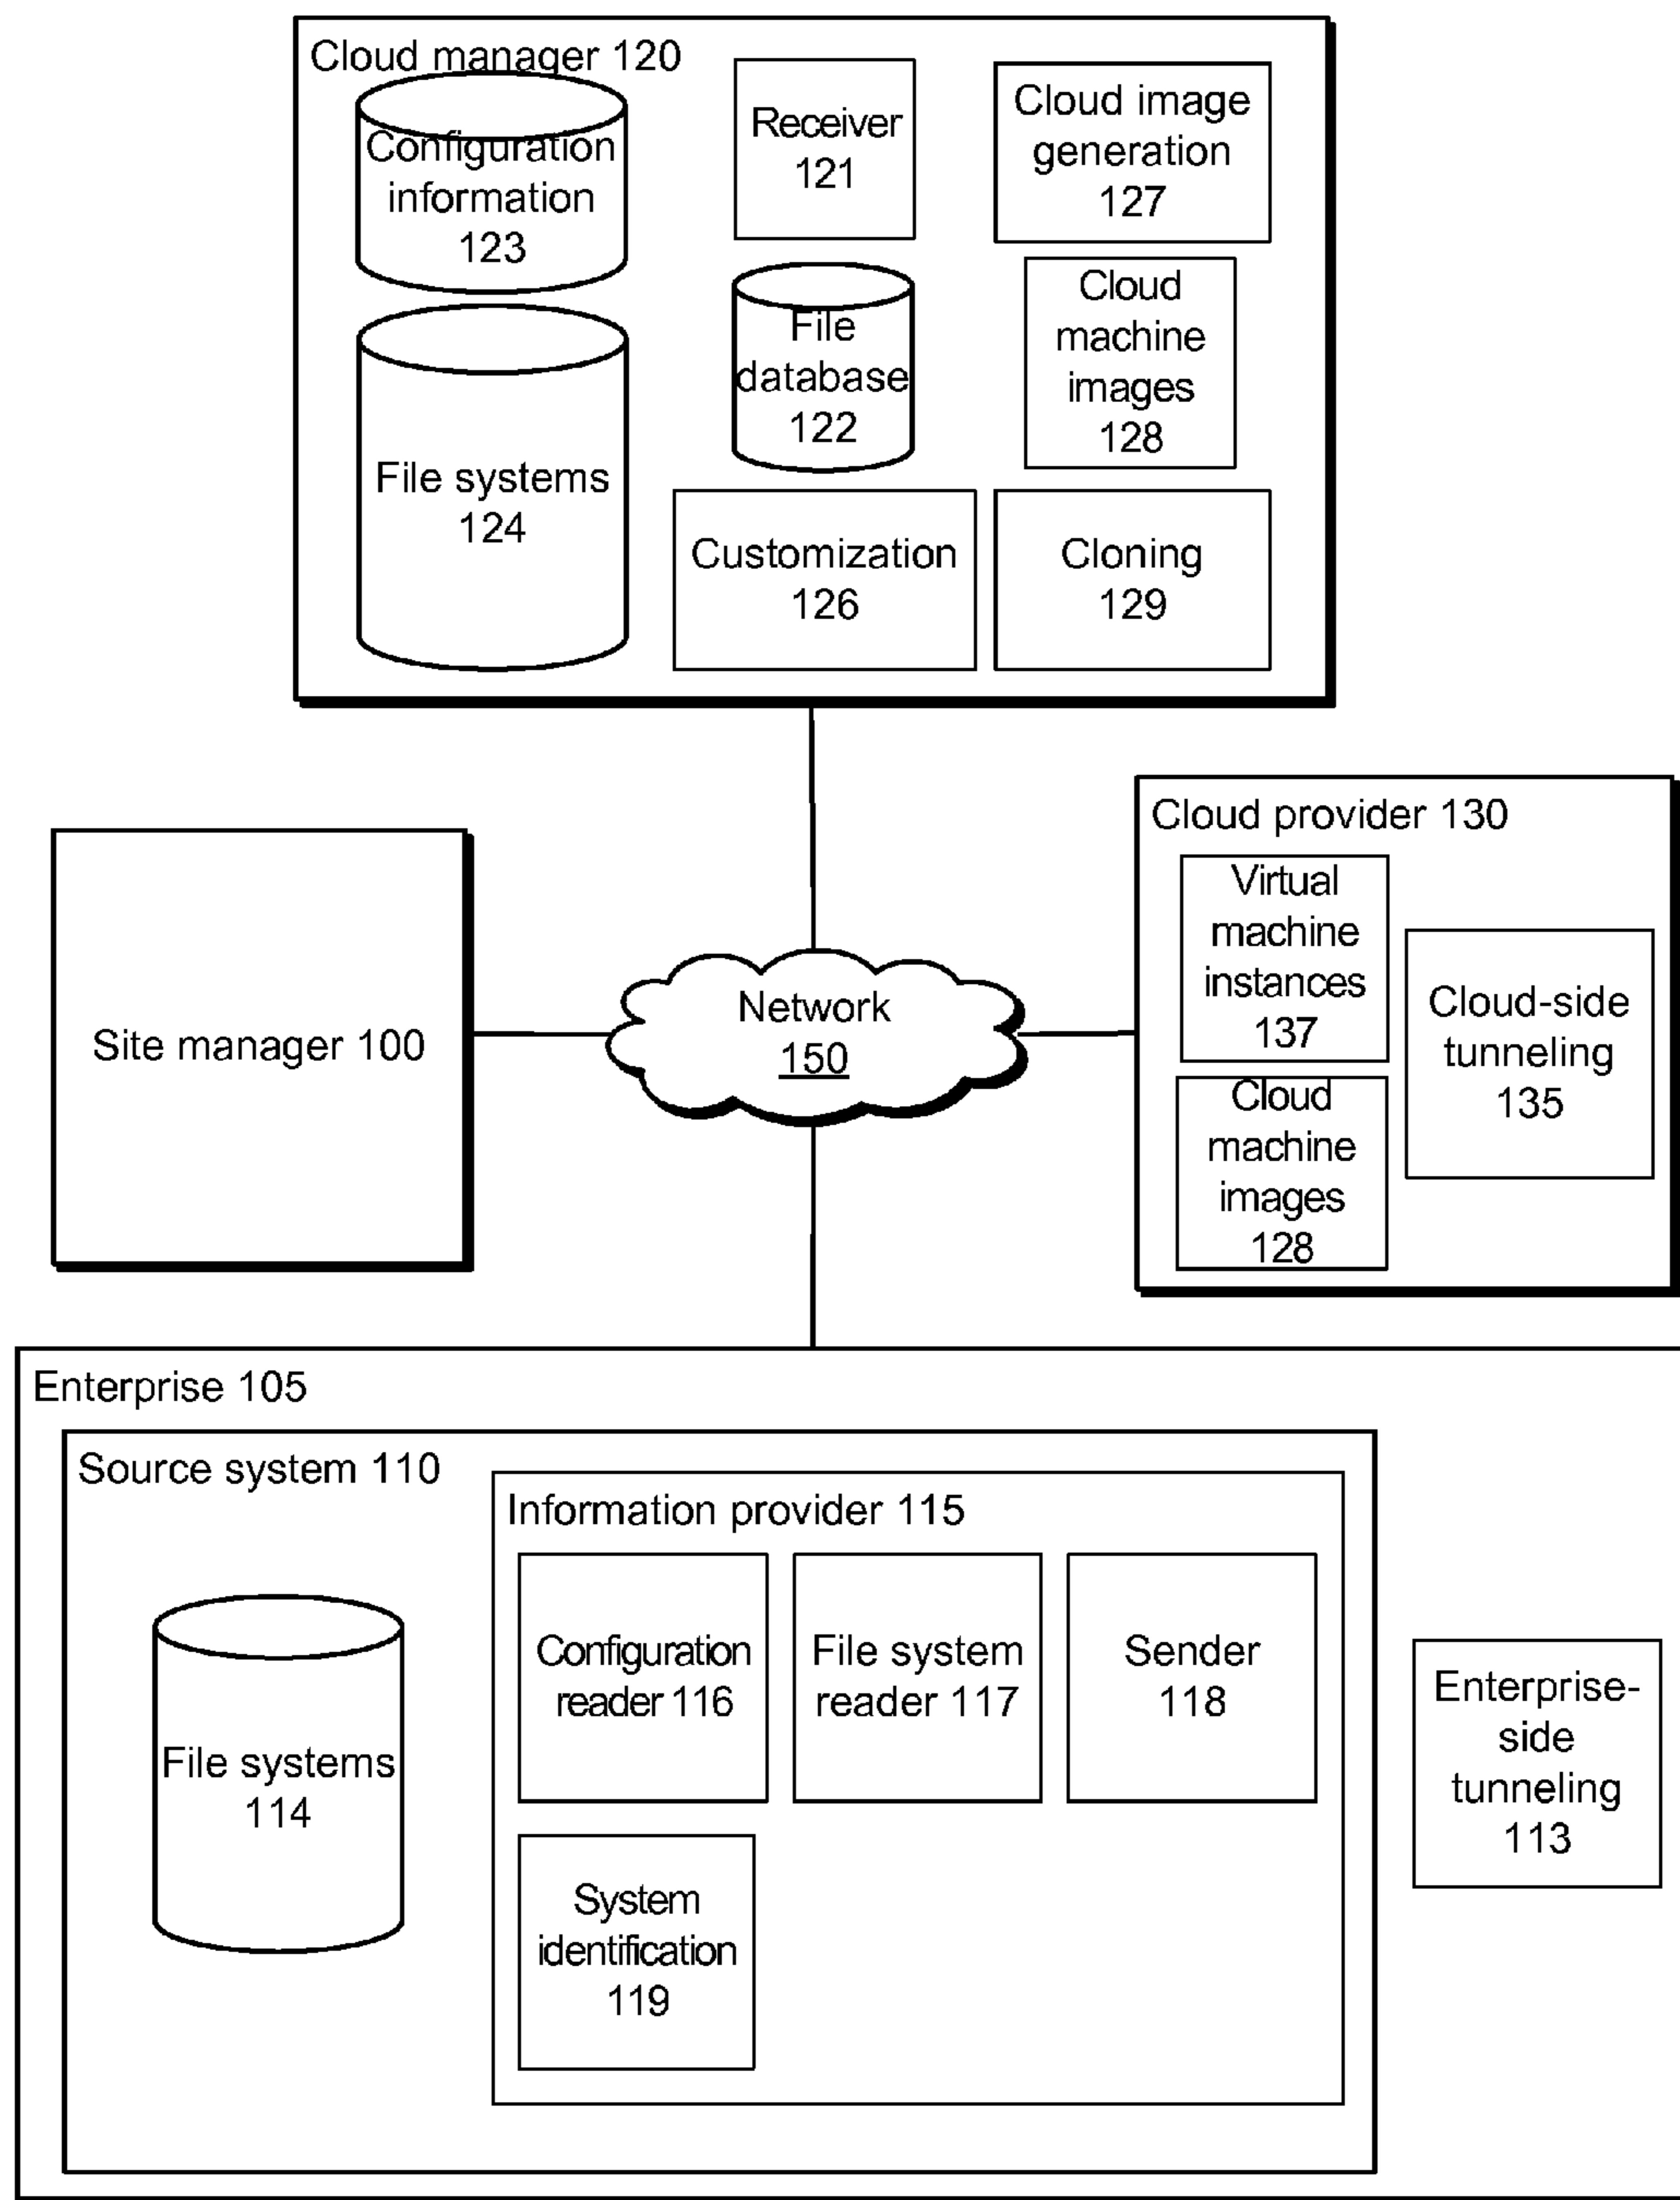 Cloud manager 120
Configuration
information
123
Receiver
121
Cloud image
generation
127
File systems
124
File
database
122
Cloud
machine
images
128
Customization
126
Cloning
129
Site manager 100
Network
150
Cloud provider 130
Virtual
machine
instances
137
Cloud-side
tunneling
135
Cloud
machine
images
128
Enterprise 105
Source system 110
File systems
114
Information provider 115
Configuration
reader 116
File system
reader 117
Sender
118
System
identification
119
Enterprise-
side
tunneling
113